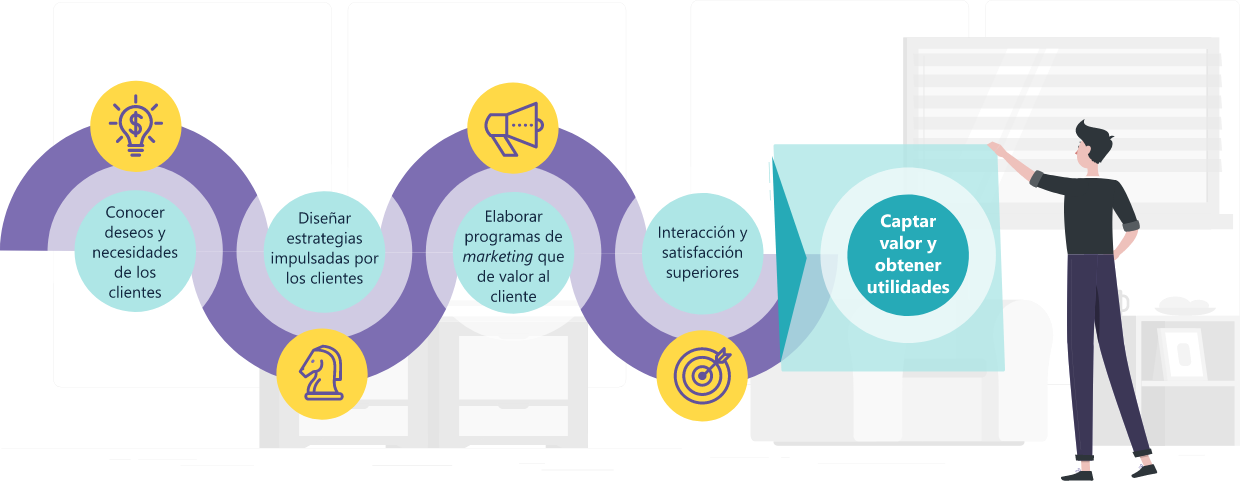 Conocer
deseos y
necesidades
de los
clientes
Diseñar
estrategias
impulsadas por
los clientes
Elaborar
programas de
marketing que
de valor al
cliente
Interacción y
satisfacción
superiores
Captar
valor y
obtener
utilidades